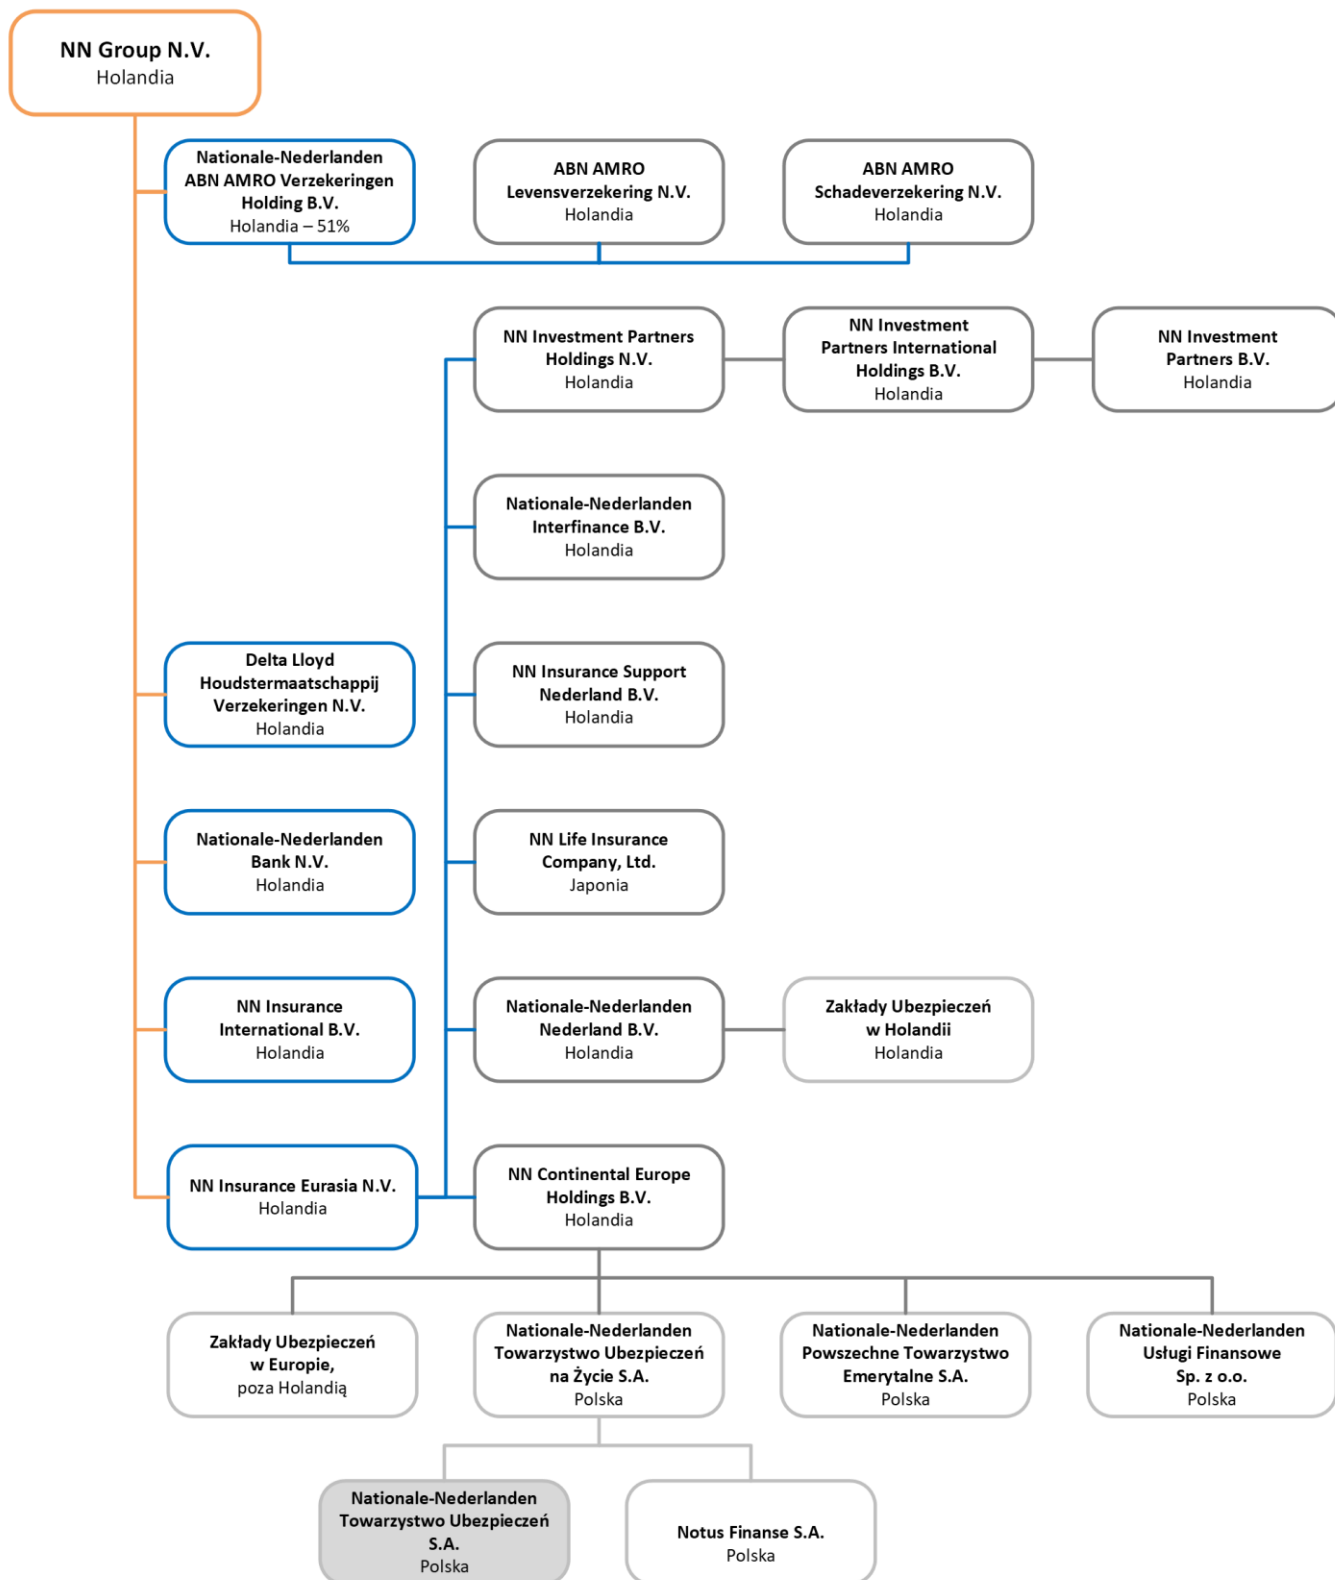 NN Group N.V.
Holandia
Nationale-Nederlanden
ABN AMRO Verzekeringen
Holding B.V.
Holandia – 51%
ABN AMRO
Levensverzekering N.V.
Holandia
ABN AMRO
Schadeverzekering N.V.
Holandia
NN Investment Partners
Holdings N.V.
Holandia
NN Investment
Partners International
Holdings B.V.
Holandia
NN Investment
Partners B.V.
Holandia
Nationale-Nederlanden
Interfinance B.V.
Holandia
Delta Lloyd
Houdstermaatschappij
Verzekeringen N.V.
Holandia
NN Insurance Support
Nederland B.V.
Holandia
Nationale-Nederlanden
Bank N.V.
Holandia
NN Life Insurance
Company, Ltd.
Japonia
NN Insurance
International B.V.
Holandia
Nationale-Nederlanden
Nederland B.V.
Holandia
Zakłady Ubezpieczeń
w Holandii
Holandia
NN Insurance Eurasia N.V.
Holandia
NN Continental Europe
Holdings B.V.
Holandia
Zakłady Ubezpieczeń
w Europie,
poza Holandią
Nationale-Nederlanden
Towarzystwo Ubezpieczeń
na Życie S.A.
Polska
Nationale-Nederlanden
Powszechne Towarzystwo
Emerytalne S.A.
Polska
Nationale-Nederlanden
Usługi Finansowe
Sp. z o.o.
Polska
Nationale-Nederlanden
Towarzystwo Ubezpieczeń
S.A.
Polska
Notus Finanse S.A.
Polska